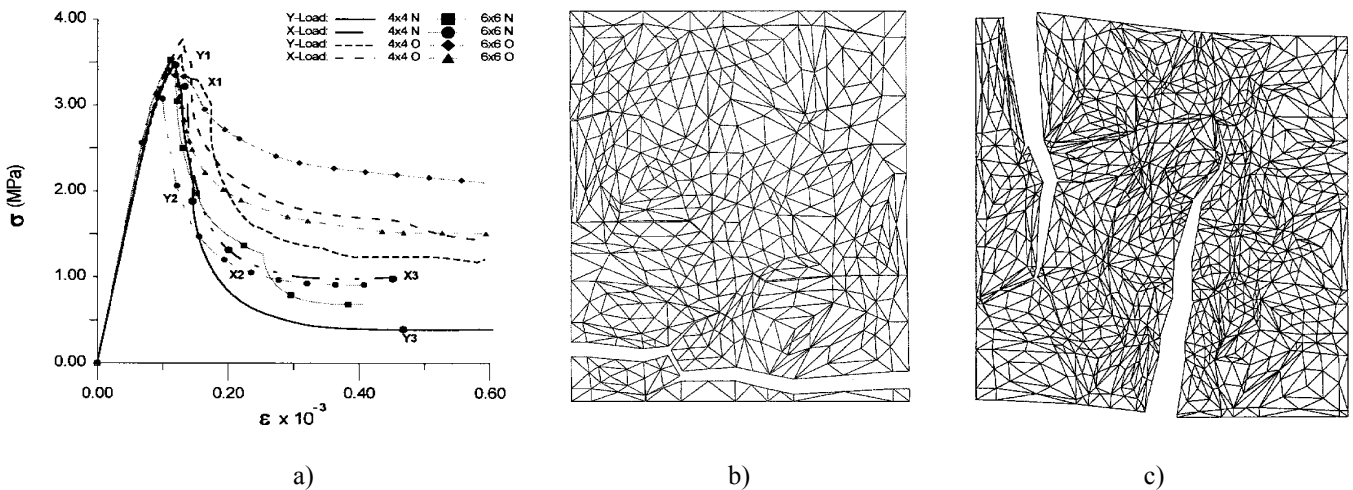 Y-Load: 4x4 N 6x6 N
X-Load: 4x4 N 6x6 N
Y-Load: 4x4 O 6x6 O
X-Load: 4x4 O 6x6 O
4.00
3.00
2.00
1.00
0.00
σ (MPa)
Y1
X1
Y2
X2
X3
Y3
0.00 0.20 0.40 0.60
ε x 10⁻³
a) b) c)